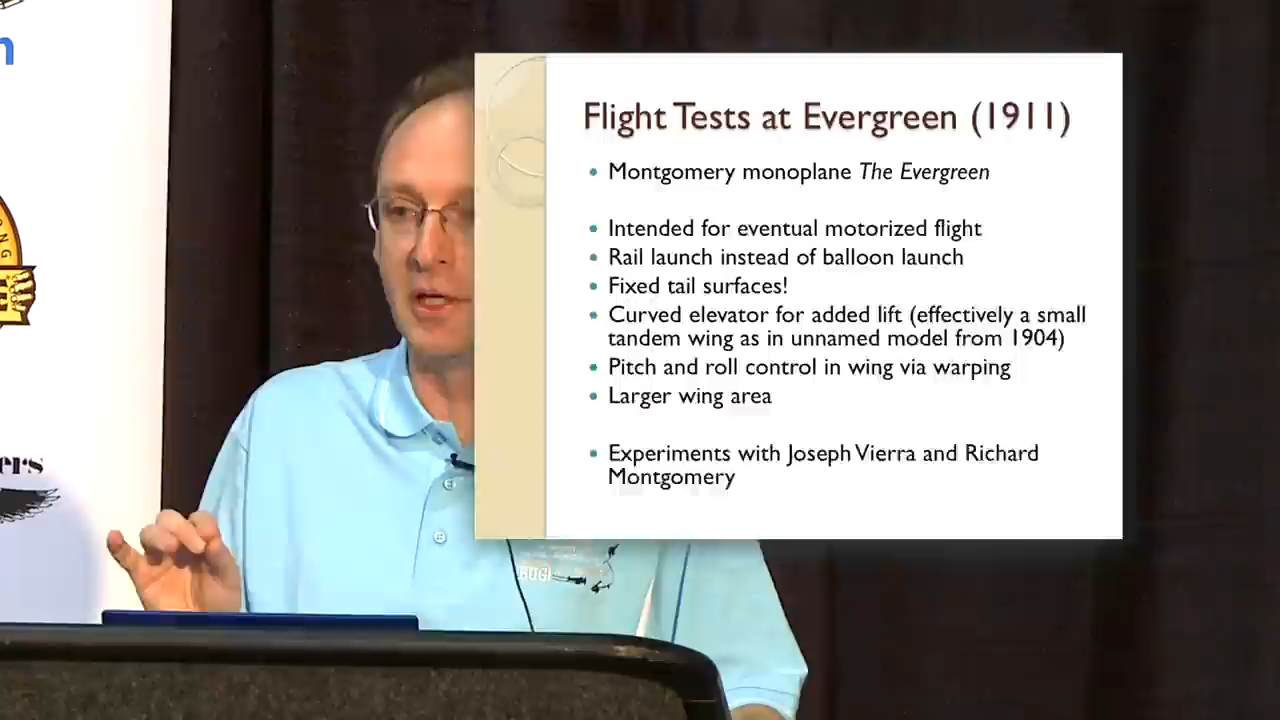 n
ONG
ers
Flight Tests at Evergreen (1911)
• Montgomery monoplane The Evergreen
• Intended for eventual motorized flight
• Rail launch instead of balloon launch
• Fixed tail surfaces!
• Curved elevator for added lift (effectively a small
tandem wing as in unnamed model from 1904)
• Pitch and roll control in wing via warping
• Larger wing area
• Experiments with Joseph Vierra and Richard
Montgomery